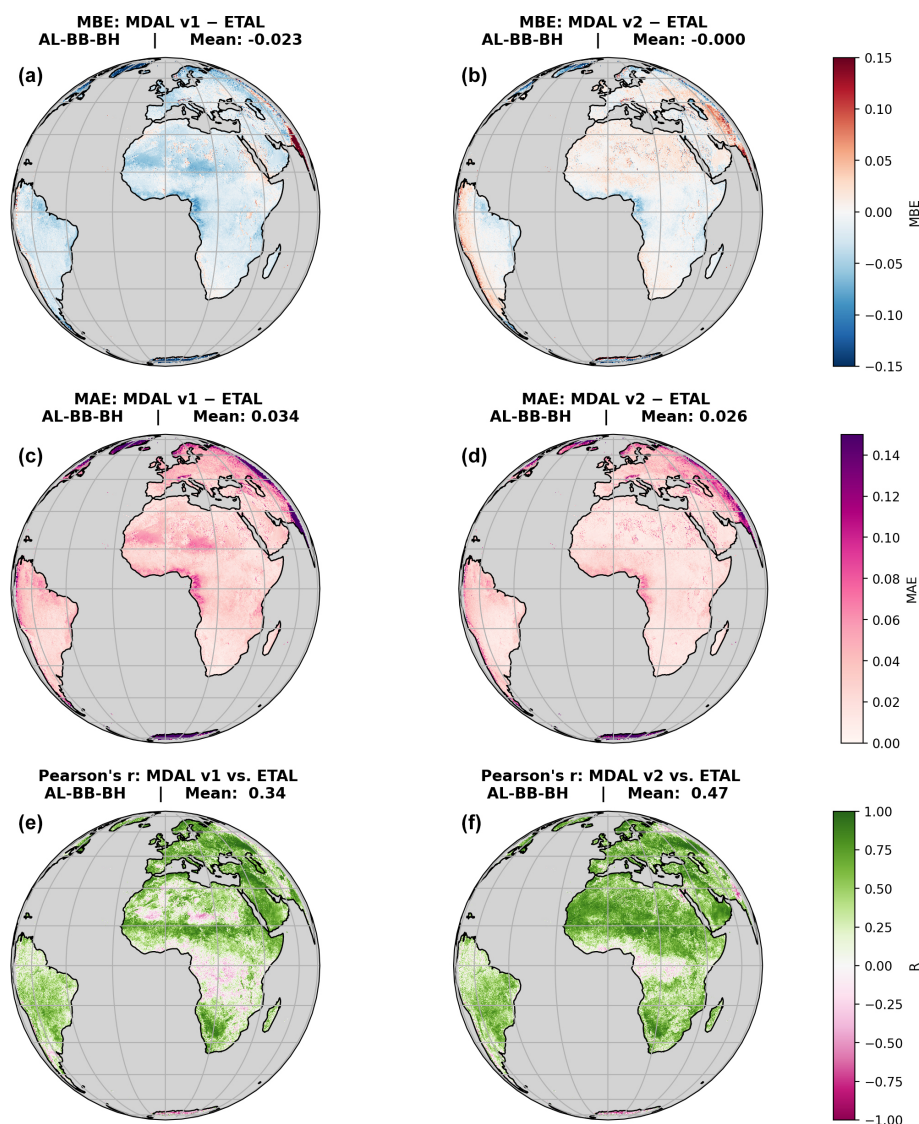 MBE: MDAL v1 − ETAL
AL-BB-BH | Mean: -0.023
(a)
MBE: MDAL v2 − ETAL
AL-BB-BH | Mean: -0.000
(b)
0.15
0.10
0.05
0.00
−0.05
−0.10
−0.15
MBE
MAE: MDAL v1 − ETAL
AL-BB-BH | Mean: 0.034
(c)
MAE: MDAL v2 − ETAL
AL-BB-BH | Mean: 0.026
(d)
0.14
0.12
0.10
0.08
0.06
0.04
0.02
0.00
MAE
Pearson's r: MDAL v1 vs. ETAL
AL-BB-BH | Mean: 0.34
(e)
Pearson's r: MDAL v2 vs. ETAL
AL-BB-BH | Mean: 0.47
(f)
1.00
0.75
0.50
0.25
0.00
−0.25
−0.50
−0.75
−1.00
R